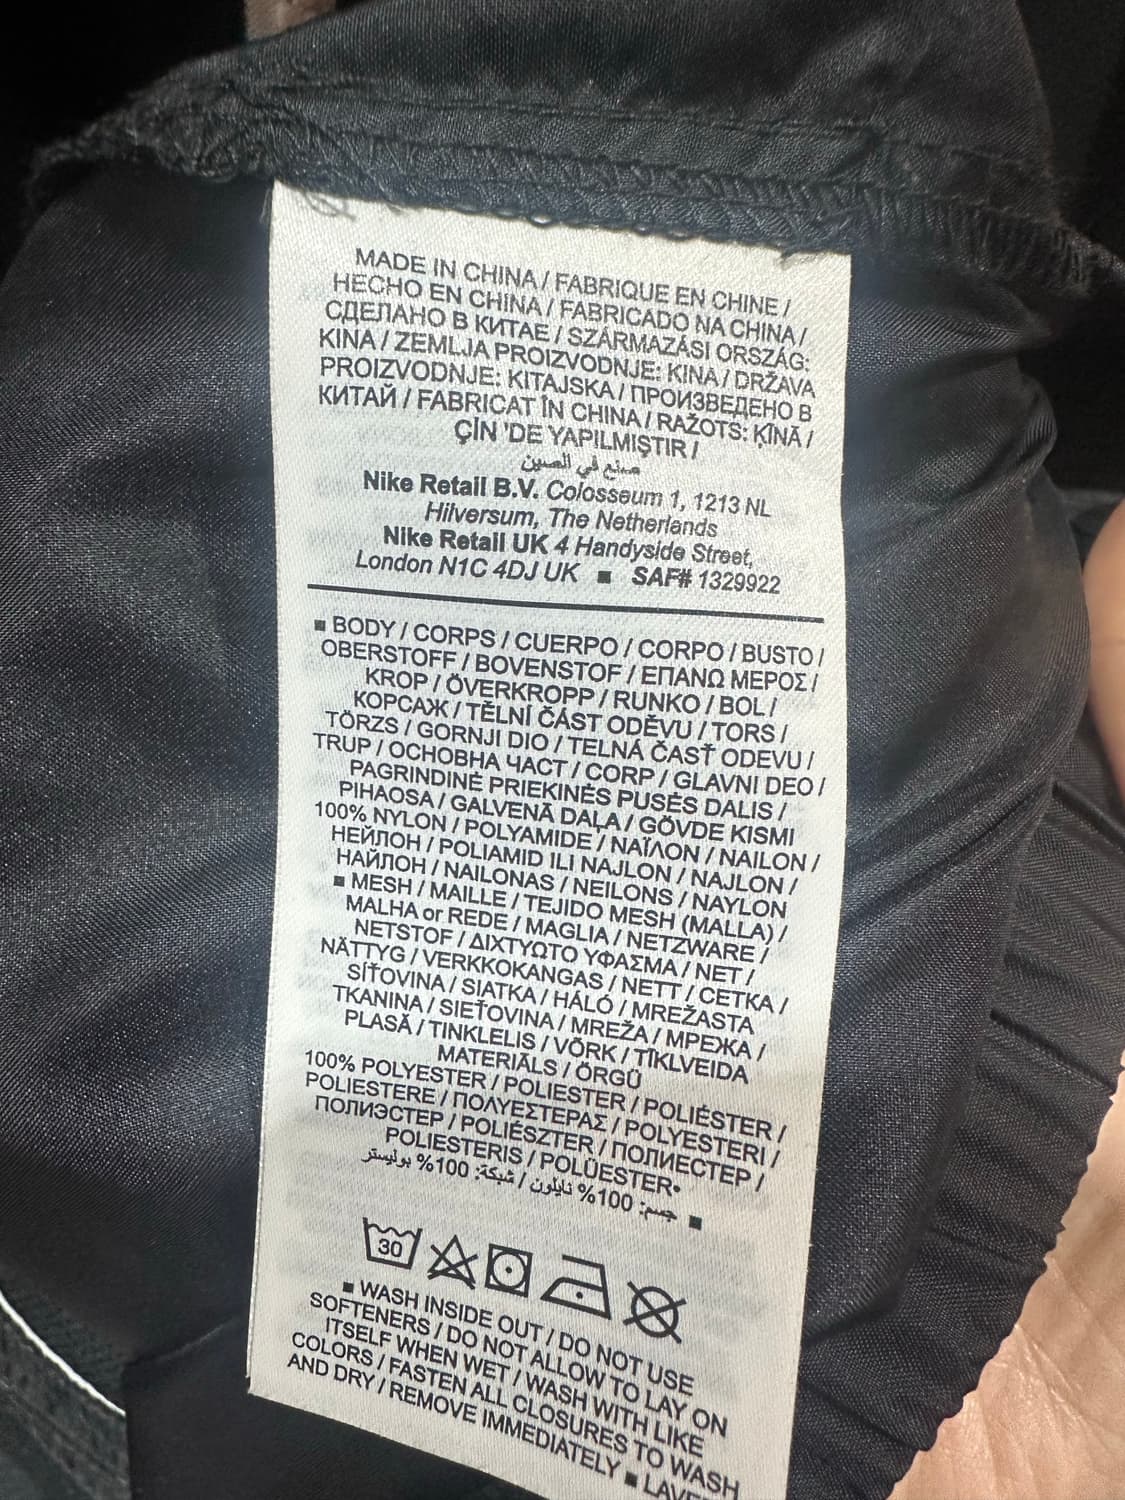 MADE IN CHINA / FABRIQUE EN CHINE /
HECHO EN CHINA / FABRICADO NA CHINA /
СДЕЛАНО В КИТАЕ / SZÁRMAZÁSI ORSZÁG:
KINA / ZEMLJA PROIZVODNJE: KINA / DRŽAVA
PROIZVODNJE: KITAJSKA / ПРОИЗВЕДЕНО В
КИТАЙ / FABRICAT ÎN CHINA / RAŽOTS: ĶĪNĀ /
ÇİN 'DE YAPILMIŞTIR /
صنع في الصين
Nike Retail B.V. Colosseum 1, 1213 NL
Hilversum, The Netherlands
Nike Retail UK 4 Handyside Street,
London N1C 4DJ UK ■ SAF# 1329922
■ BODY / CORPS / CUERPO / CORPO / BUSTO /
OBERSTOFF / BOVENSTOF / ΕΠΑΝΩ ΜΕΡΟΣ /
KROP / ÖVERKROPP / RUNKO / BOL /
КОРСАЖ / TĚLNÍ ČÁST ODĚVU / TORS /
TÖRZS / GORNJI DIO / TELNÁ ČASŤ ODEVU /
TRUP / ОСНОВНА ЧАСТ / CORP / GLAVNI DEO /
PAGRINDINĖ PRIEKINĖS PUSĖS DALIS /
PIHAOSA / GALVENĀ DAĻA / GÖVDE KISMI
100% NYLON / POLYAMIDE / ΝΑΪΛΟΝ / NAILON /
НЕЙЛОН / POLIAMID ILI NAJLON / NAJLON /
НАЙЛОН / NAILONAS / NEILONS / NAYLON
■ MESH / MAILLE / TEJIDO MESH (MALLA) /
MALHA or REDE / MAGLIA / NETZWARE /
NETSTOF / ΔΙΧΤΥΩΤΟ ΥΦΑΣΜΑ / NET /
NÄTTYG / VERKKOKANGAS / NETT / СЕТКА /
SÍŤOVINA / SIATKA / HÁLÓ / MREŽASTA
TKANINA / SIEŤOVINA / MREŽA / МРЕЖА /
PLASĂ / TINKLELIS / VÕRK / TĪKLVEIDA
MATERIĀLS / ÖRGÜ
100% POLYESTER / POLIESTER / POLIÉSTER /
POLIESTERE / ΠΟΛΥΕΣΤΕΡΑΣ / POLYESTERI /
ПОЛИЭСТЕР / POLIÉSZTER / ПОЛИЕСТЕР /
POLIESTERIS / POLÜESTER•
■ جسم: 100% نايلون / شبكة: 100% بوليستر
30
■ WASH INSIDE OUT / DO NOT USE
SOFTENERS / DO NOT ALLOW TO LAY ON
ITSELF WHEN WET / WASH WITH LIKE
COLORS / FASTEN ALL CLOSURES TO WASH
AND DRY / REMOVE IMMEDIATELY ■ LAVER